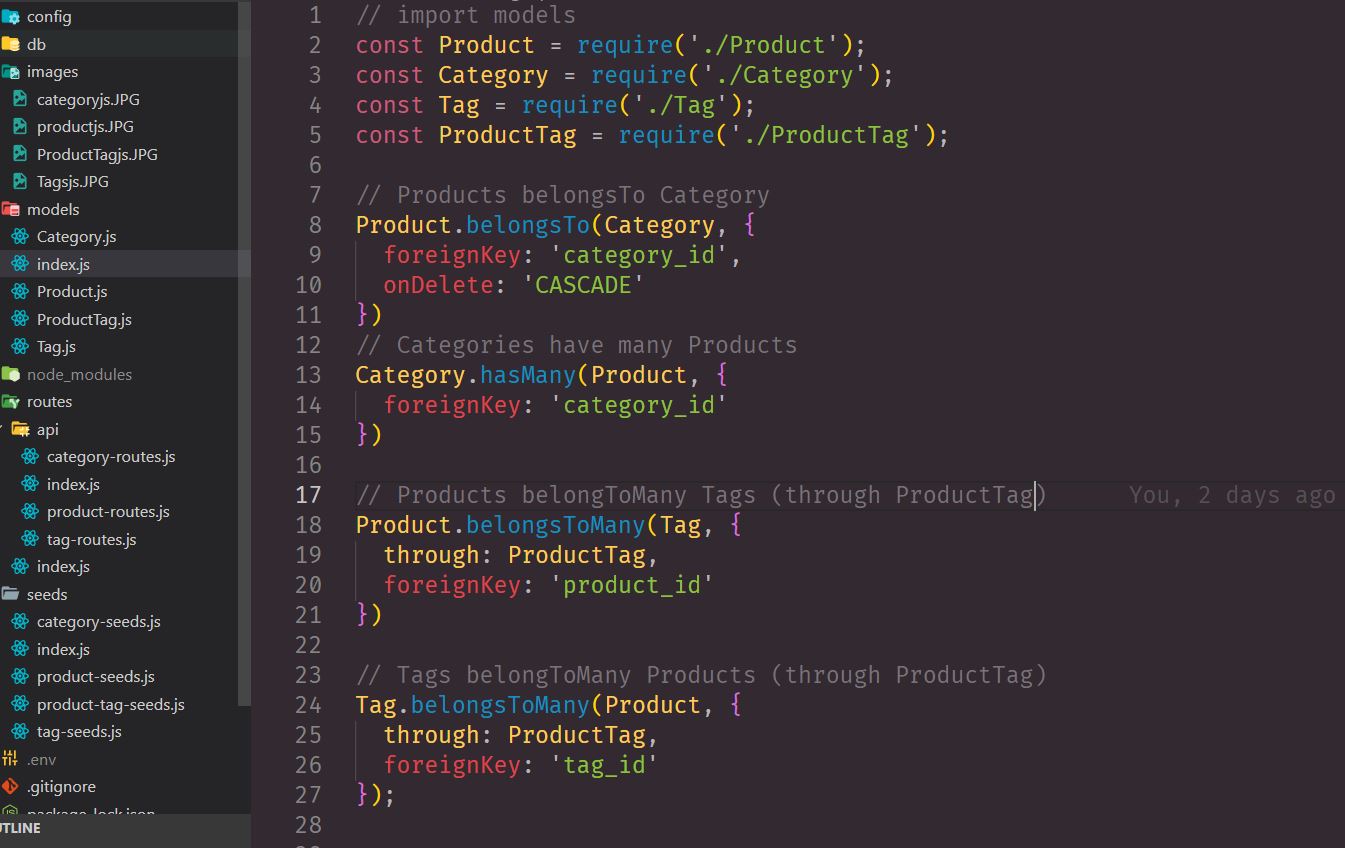 config
db
images
categoryjs.JPG
productjs.JPG
ProductTagjs.JPG
Tagsjs.JPG
models
Category.js
index.js
Product.js
ProductTag.js
Tag.js
node_modules
routes
api
category-routes.js
index.js
product-routes.js
tag-routes.js
index.js
seeds
category-seeds.js
index.js
product-seeds.js
product-tag-seeds.js
tag-seeds.js
.env
.gitignore
package-lock.json
UTLINE
1 // import models
2 const Product = require('./Product');
3 const Category = require('./Category');
4 const Tag = require('./Tag');
5 const ProductTag = require('./ProductTag');
6
7 // Products belongsTo Category
8 Product.belongsTo(Category, {
9   foreignKey: 'category_id',
10   onDelete: 'CASCADE'
11 })
12 // Categories have many Products
13 Category.hasMany(Product, {
14   foreignKey: 'category_id'
15 })
16
17 // Products belongToMany Tags (through ProductTag) You, 2 days ago
18 Product.belongsToMany(Tag, {
19   through: ProductTag,
20   foreignKey: 'product_id'
21 })
22
23 // Tags belongToMany Products (through ProductTag)
24 Tag.belongsToMany(Product, {
25   through: ProductTag,
26   foreignKey: 'tag_id'
27 });
28